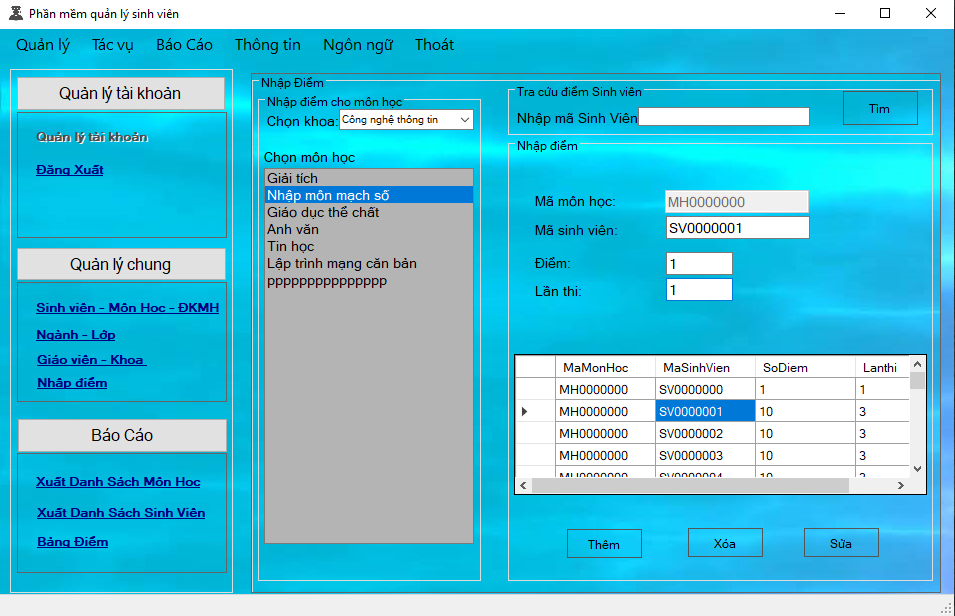 Phần mềm quản lý sinh viên
Quản lý Tác vụ Báo Cáo Thông tin Ngôn ngữ Thoát
Quản lý tài khoản
Quản lý tài khoản
Đăng Xuất
Quản lý chung
Sinh viên - Môn Học - ĐKMH
Ngành - Lớp
Giáo viên - Khoa
Nhập điểm
Báo Cáo
Xuất Danh Sách Môn Học
Xuất Danh Sách Sinh Viên
Bảng Điểm
Nhập Điểm
Nhập điểm cho môn học
Chọn khoa: Công nghệ thông tin
Chọn môn học
Giải tích
Nhập môn mạch số
Giáo dục thể chất
Anh văn
Tin học
Lập trình mạng căn bản
ppppppppppppppp
Tra cứu điểm Sinh viên
Nhập mã Sinh Viên Tìm
Nhập điểm
Mã môn học: MH0000000
Mã sinh viên: SV0000001
Điểm: 1
Lần thi: 1
MaMonHoc MaSinhVien SoDiem Lanthi
MH0000000 SV0000000 1 1
MH0000000 SV0000001 10 3
MH0000000 SV0000002 10 3
MH0000000 SV0000003 10 3
MH0000000 SV0000004 10
Thêm Xóa Sửa